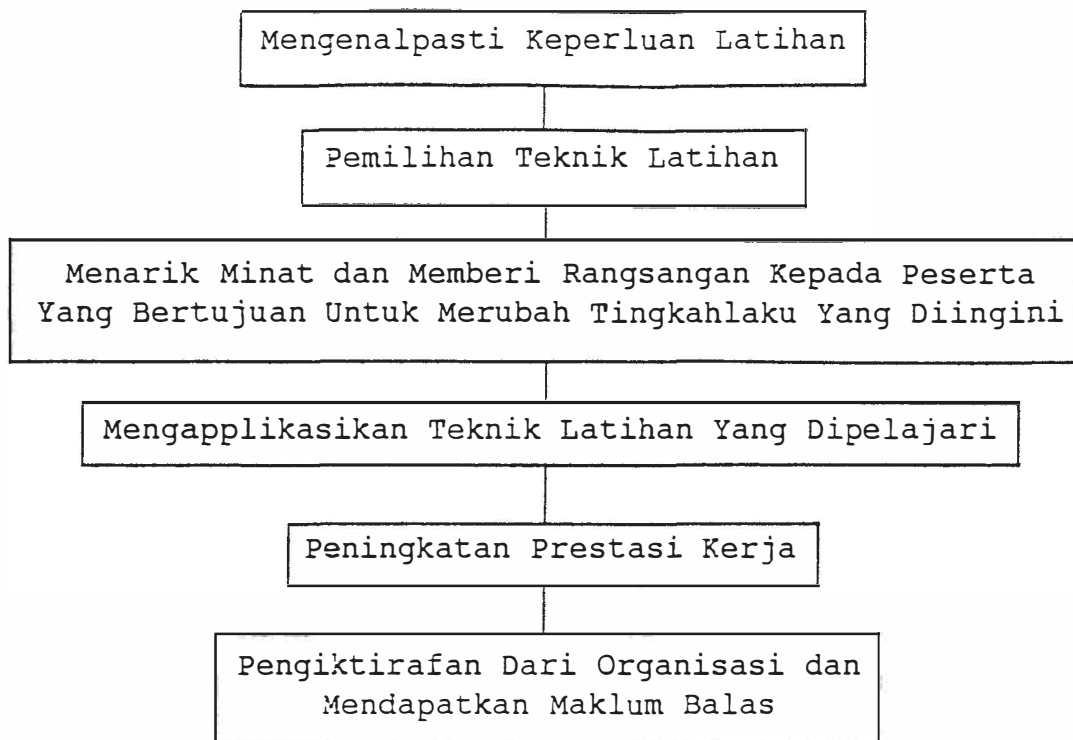 Mengenalpasti Keperluan Latihan
Pemilihan Teknik Latihan
Menarik Minat dan Memberi Rangsangan Kepada Peserta
Yang Bertujuan Untuk Merubah Tingkahlaku Yang Diingini
Mengapplikasikan Teknik Latihan Yang Dipelajari
Peningkatan Prestasi Kerja
Pengiktirafan Dari Organisasi dan
Mendapatkan Maklum Balas